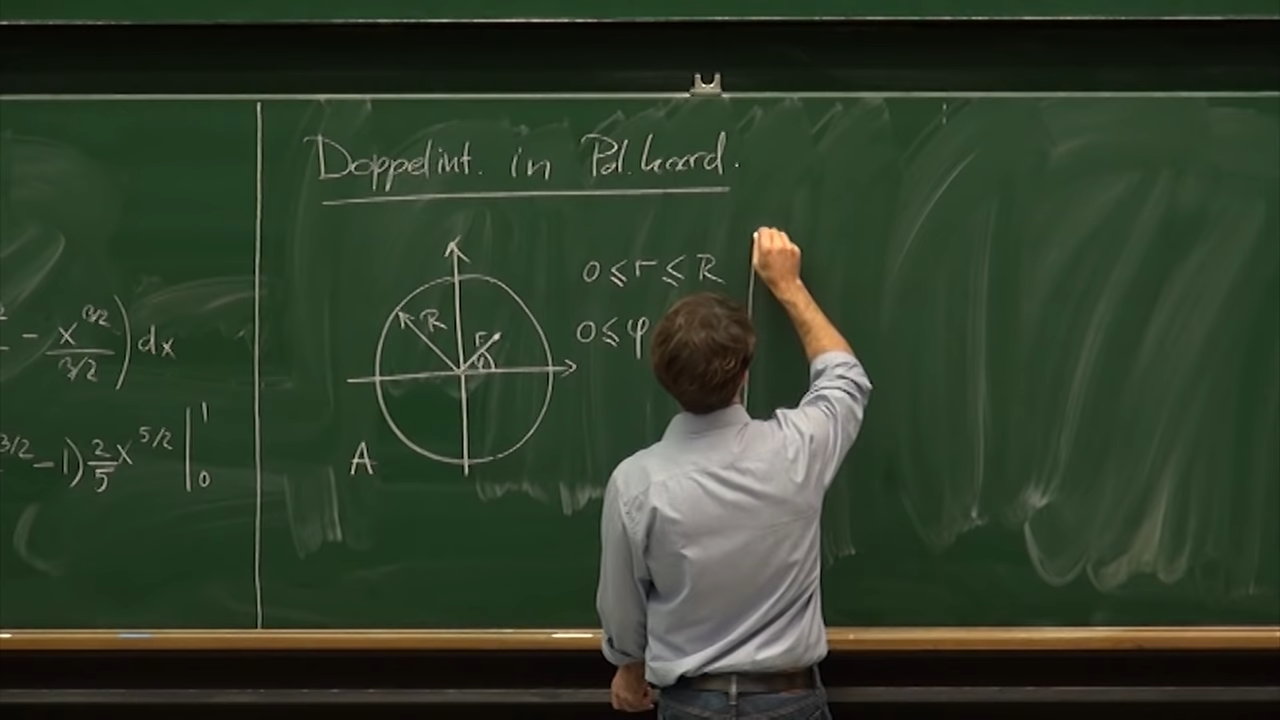 - x^{3/2}/3/2) dx
3/2 - 1) 2/5 x^{5/2} |_0^1
Doppelint. in Pol.koord.
R
r
φ
A
0 ≤ r ≤ R
0 ≤ φ